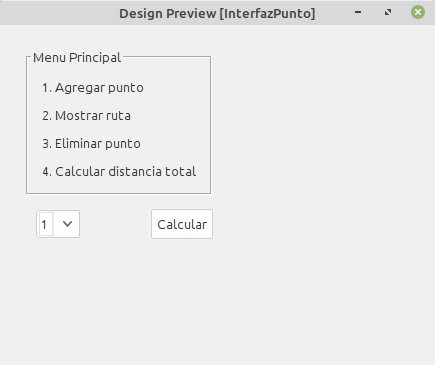 Design Preview [InterfazPunto]
Menu Principal
1. Agregar punto
2. Mostrar ruta
3. Eliminar punto
4. Calcular distancia total
1 Calcular